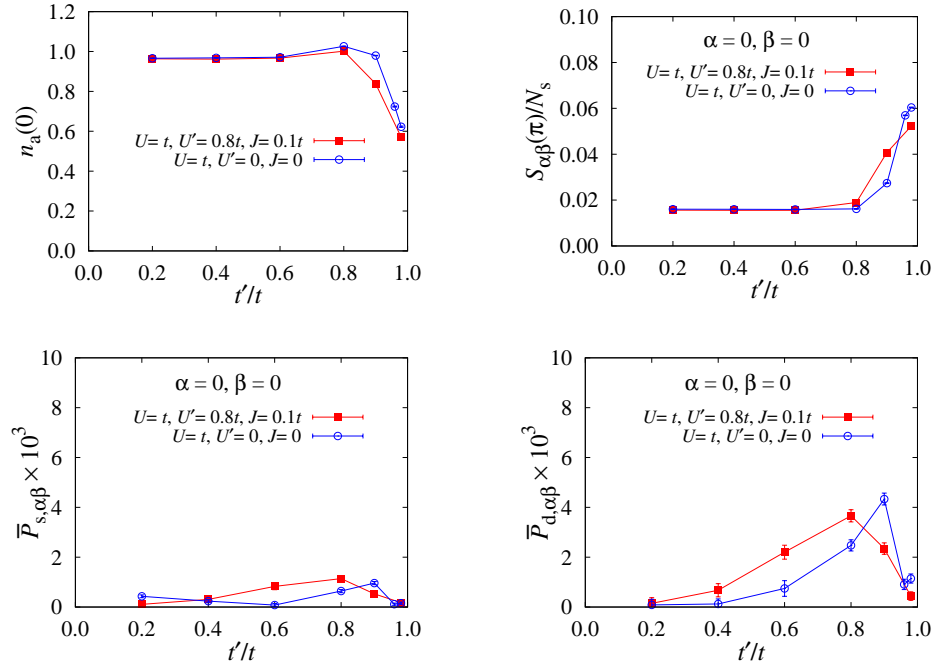 1.2
1.0
0.8
0.6
0.4
0.2
0.0
nₐ(0)
U= t, U′= 0.8t, J= 0.1t
U= t, U′= 0, J= 0
0.0 0.2 0.4 0.6 0.8 1.0
t′/t
0.10
0.08
0.06
0.04
0.02
0.00
S_αβ(π)/Nₛ
α = 0, β = 0
U= t, U′= 0.8t, J= 0.1t
U= t, U′= 0, J= 0
0.0 0.2 0.4 0.6 0.8 1.0
t′/t
10
8
6
4
2
0
P̅_s,αβ × 10³
α = 0, β = 0
U= t, U′= 0.8t, J= 0.1t
U= t, U′= 0, J= 0
0.0 0.2 0.4 0.6 0.8 1.0
t′/t
10
8
6
4
2
0
P̅_d,αβ × 10³
α = 0, β = 0
U= t, U′= 0.8t, J= 0.1t
U= t, U′= 0, J= 0
0.0 0.2 0.4 0.6 0.8 1.0
t′/t